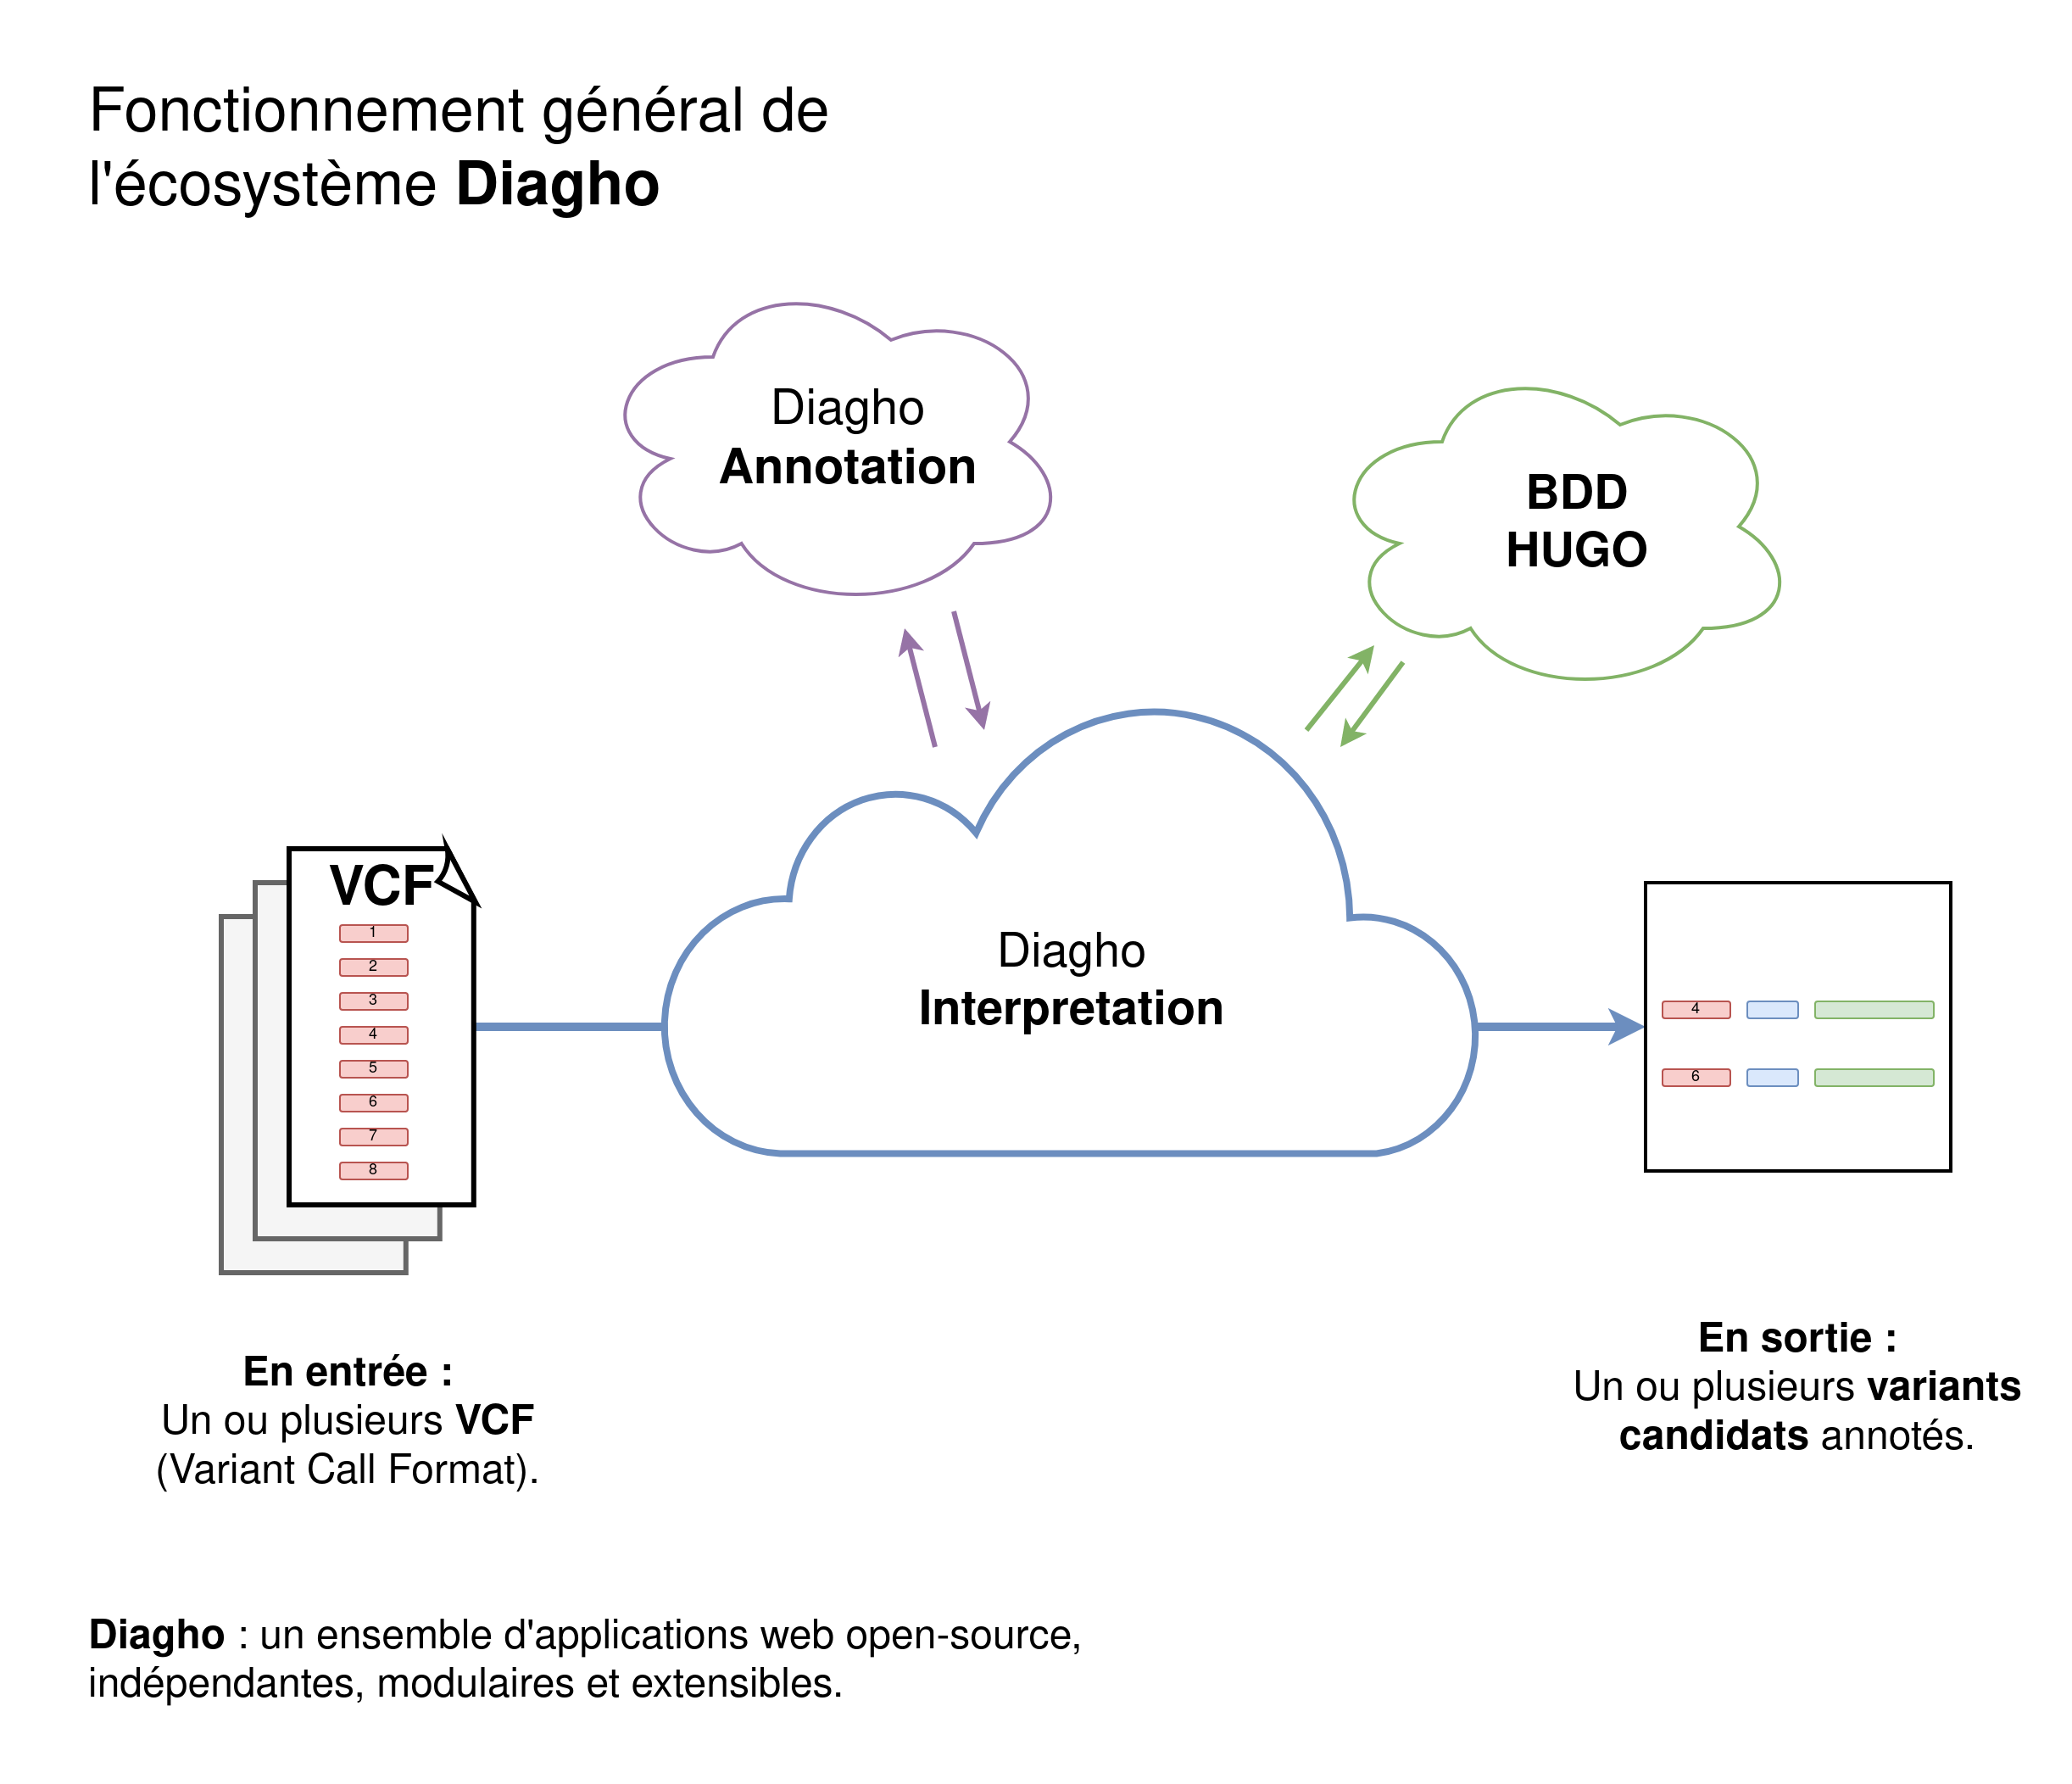 Fonctionnement général de
l'écosystème Diagho
Diagho
Annotation
BDD
HUGO
VCF
1
2
3
4
5
6
7
8
Diagho
Interpretation
4
6
En entrée :
Un ou plusieurs VCF
(Variant Call Format).
En sortie :
Un ou plusieurs variants
candidats annotés.
Diagho : un ensemble d'applications web open-source,
indépendantes, modulaires et extensibles.